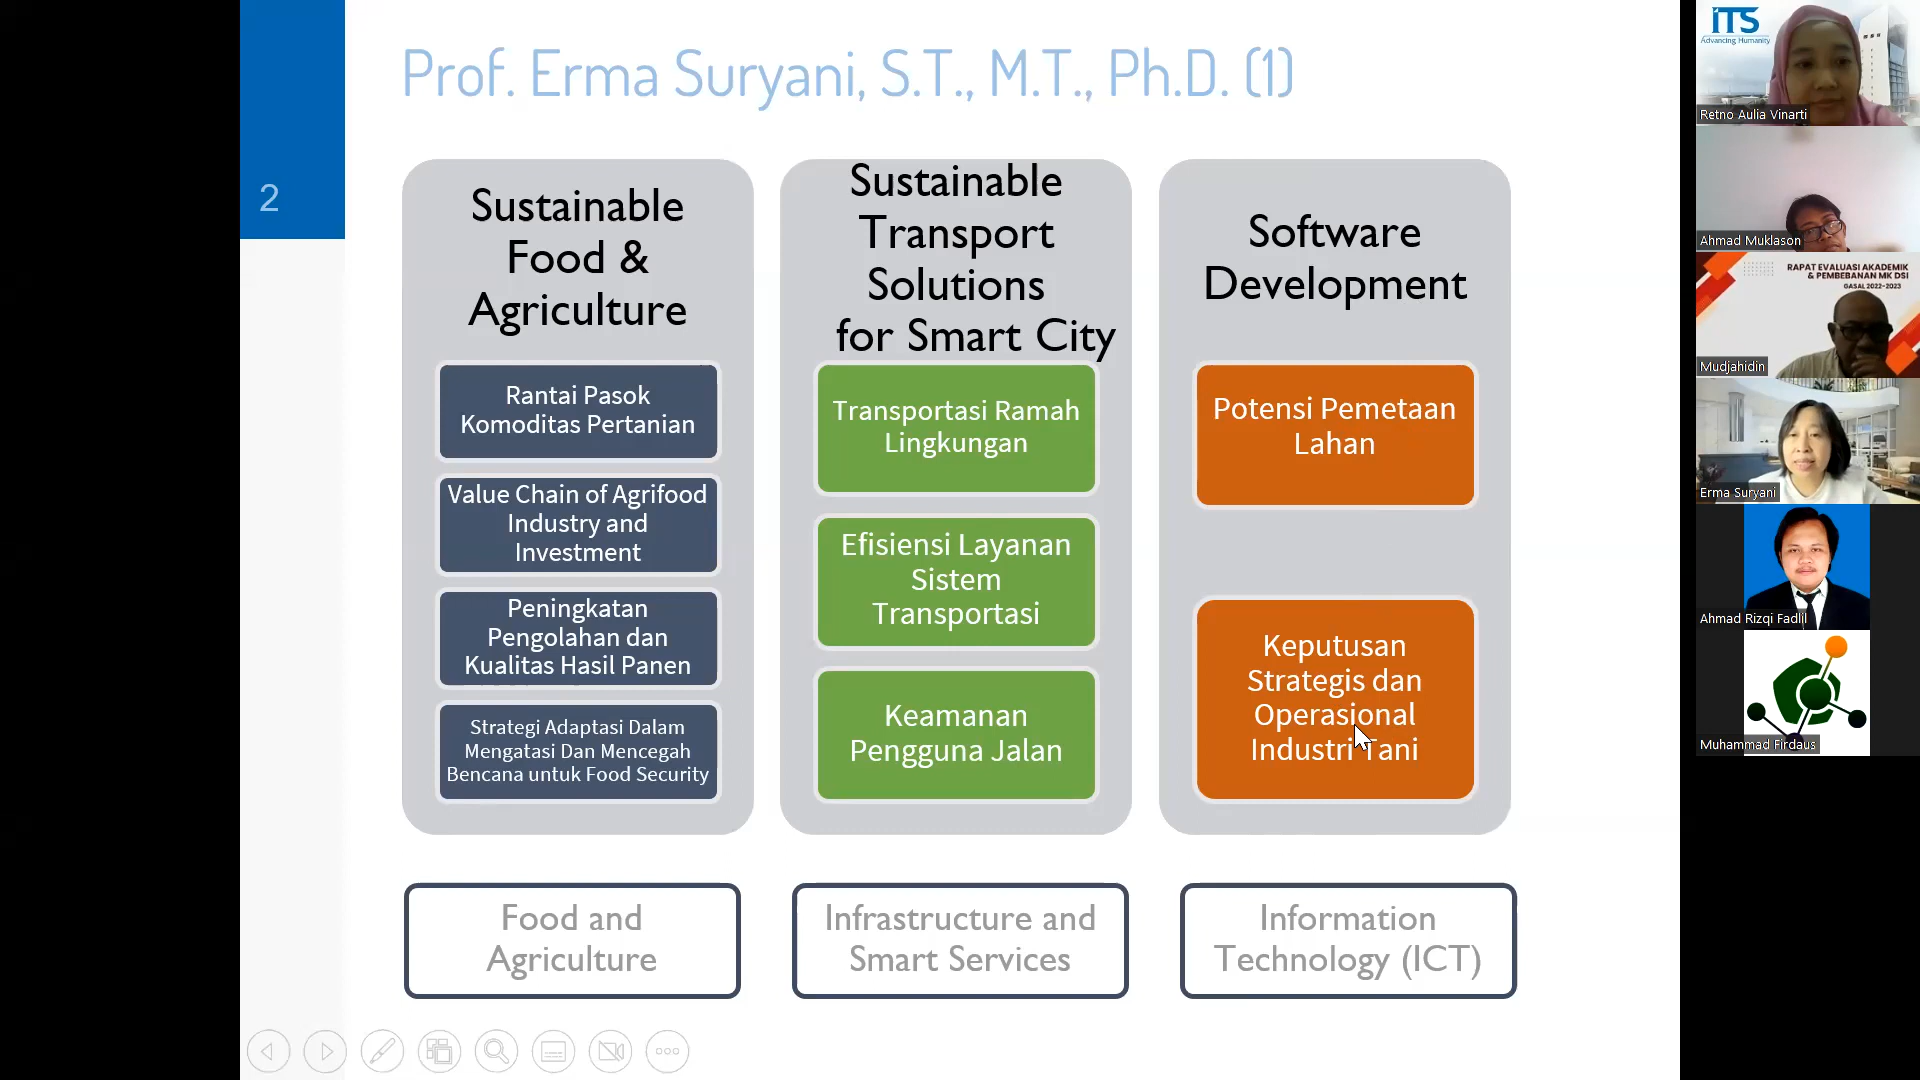 Prof. Erma Suryani, S.T., M.T., Ph.D. (1)
2
Sustainable
Food &
Agriculture
Rantai Pasok
Komoditas Pertanian
Value Chain of Agrifood
Industry and
Investment
Peningkatan
Pengolahan dan
Kualitas Hasil Panen
Strategi Adaptasi Dalam
Mengatasi Dan Mencegah
Bencana untuk Food Security
Sustainable
Transport
Solutions
for Smart City
Transportasi Ramah
Lingkungan
Efisiensi Layanan
Sistem
Transportasi
Keamanan
Pengguna Jalan
Software
Development
Potensi Pemetaan
Lahan
Keputusan
Strategis dan
Operasional
Industri Tani
Food and
Agriculture
Infrastructure and
Smart Services
Information
Technology (ICT)
ITS
Advancing Humanity
Retno Aulia Vinarti
Ahmad Muklason
RAPAT EVALUASI AKADEMIK
& PEMBEBANAN MK DSI
GASAL 2022-2023
Mudjahidin
Erma Suryani
Ahmad Rizqi Fadlil
Muhammad Firdaus